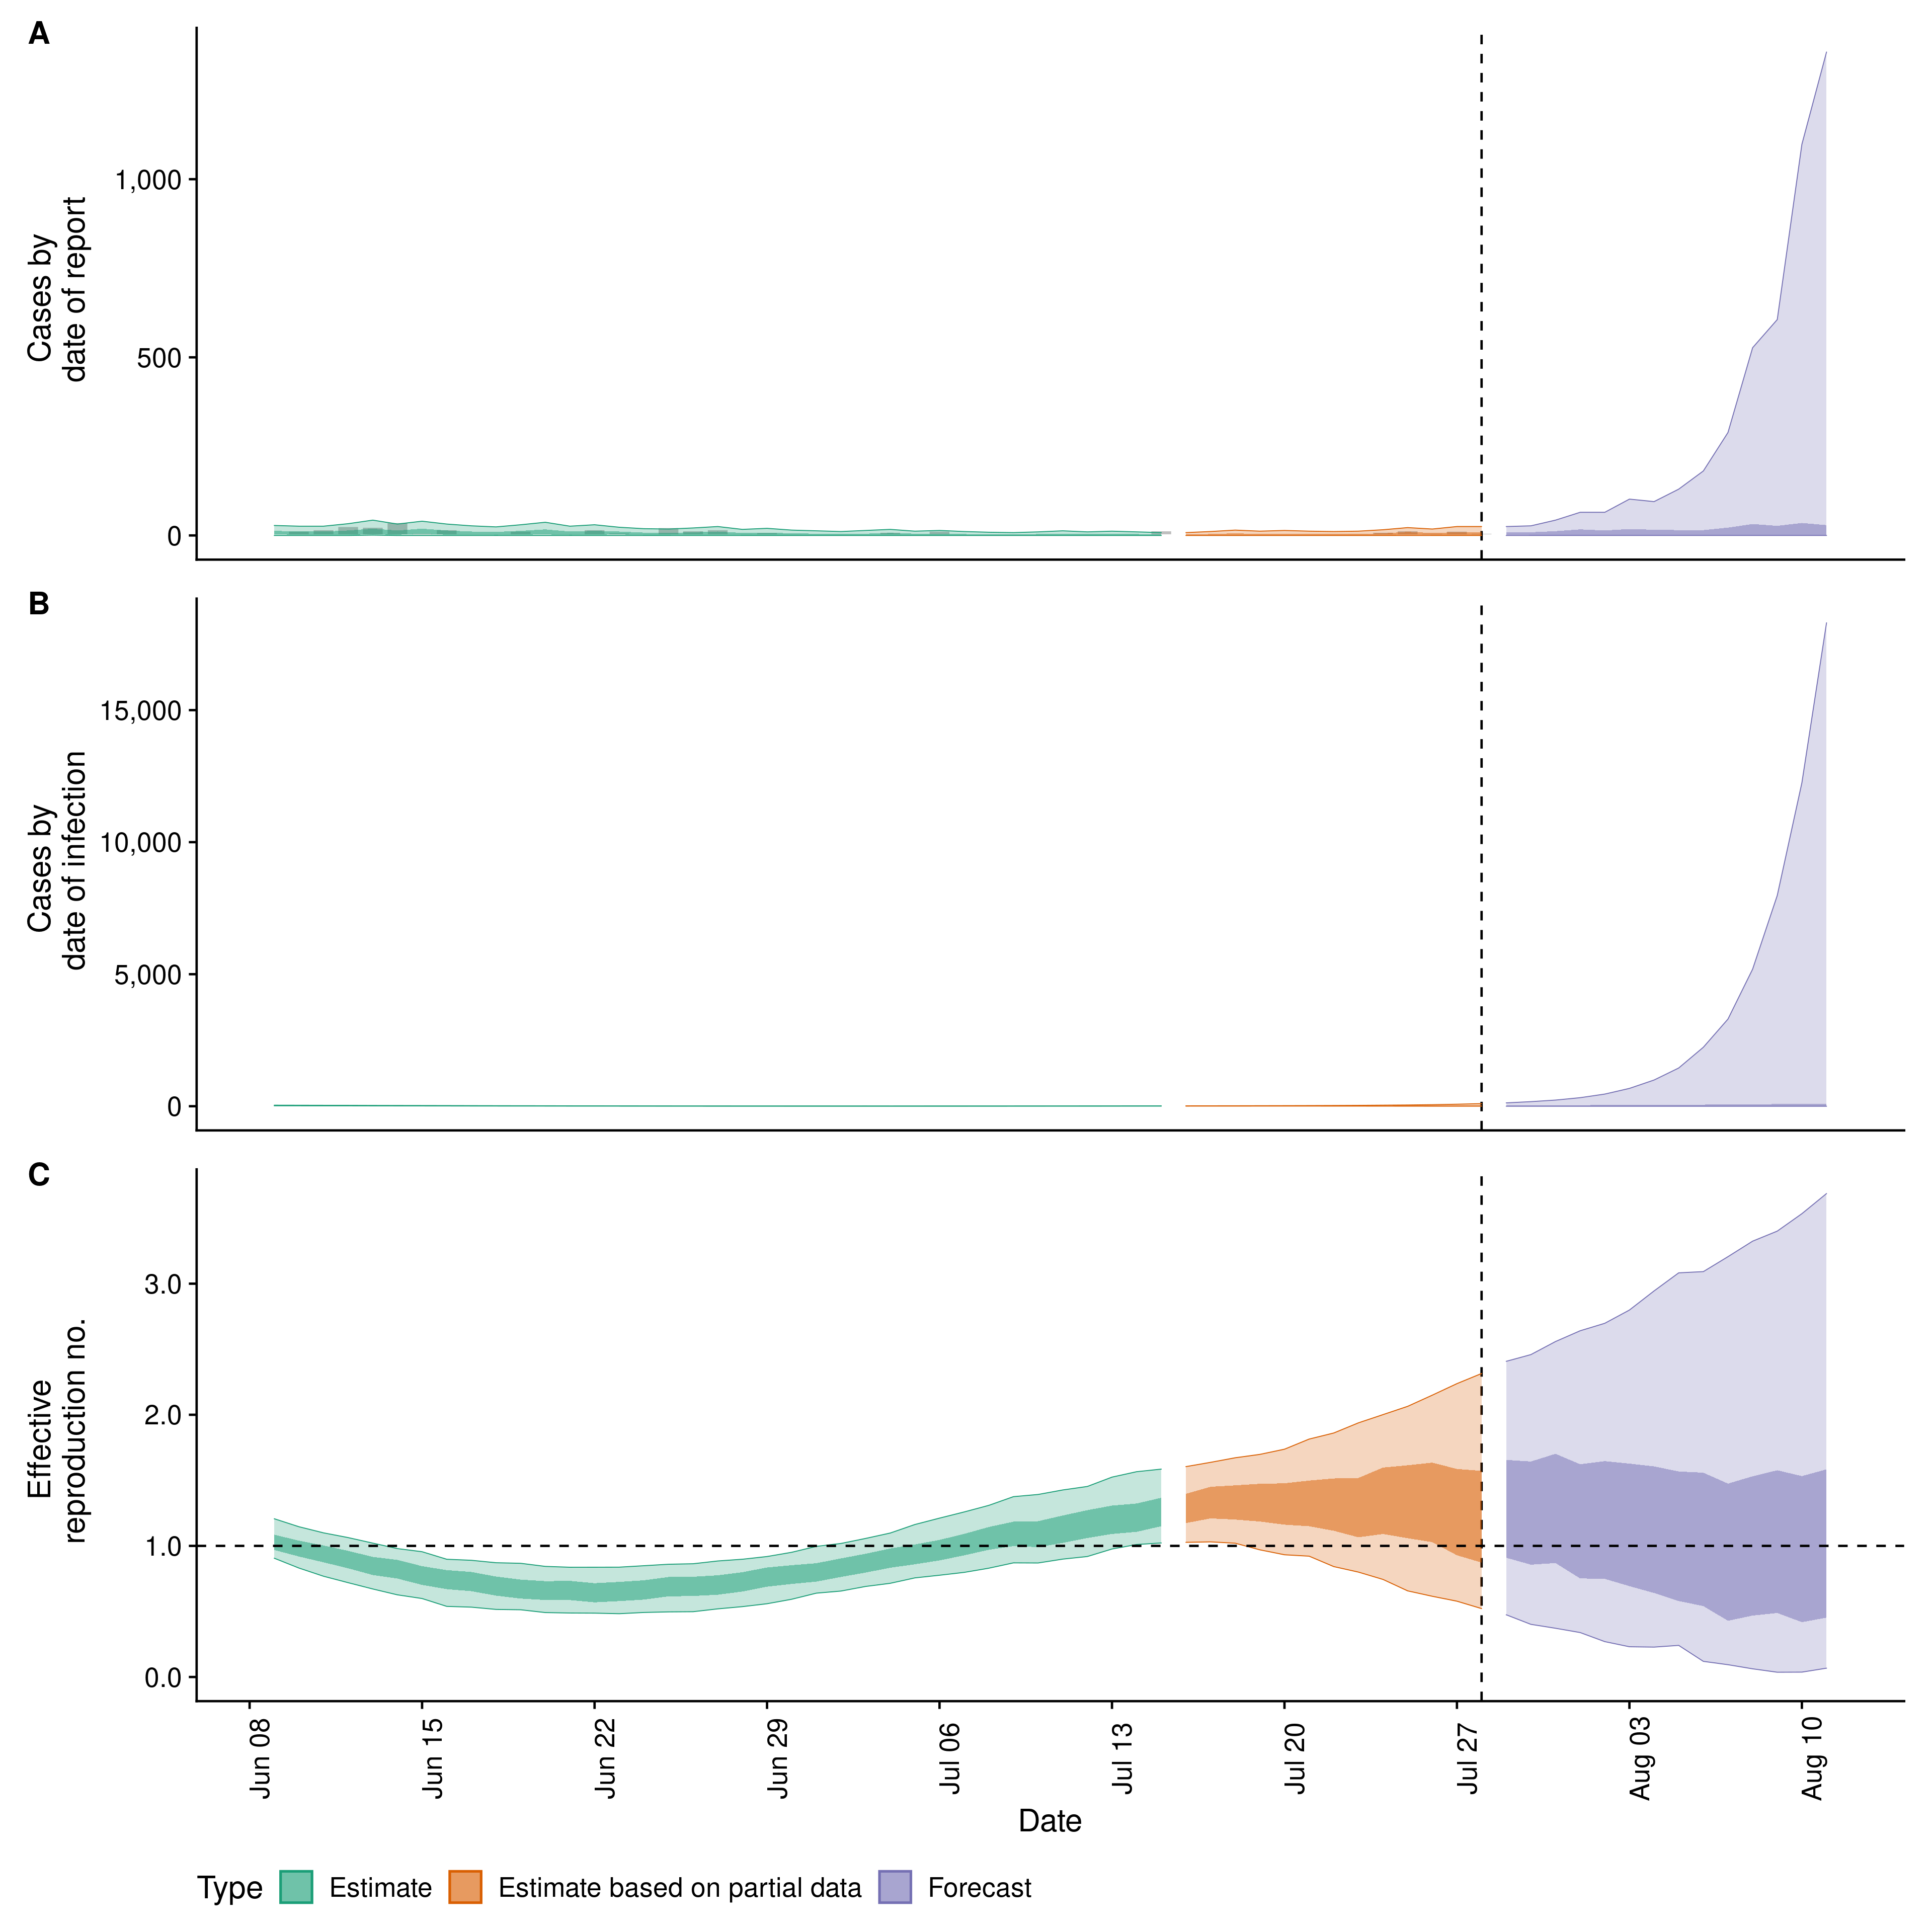 A
Cases by
date of report
1,000
500
0
B
Cases by
date of infection
15,000
10,000
5,000
0
C
Effective
reproduction no.
3.0
2.0
1.0
0.0
Jun 08
Jun 15
Jun 22
Jun 29
Jul 06
Jul 13
Jul 20
Jul 27
Aug 03
Aug 10
Date
Type Estimate Estimate based on partial data Forecast